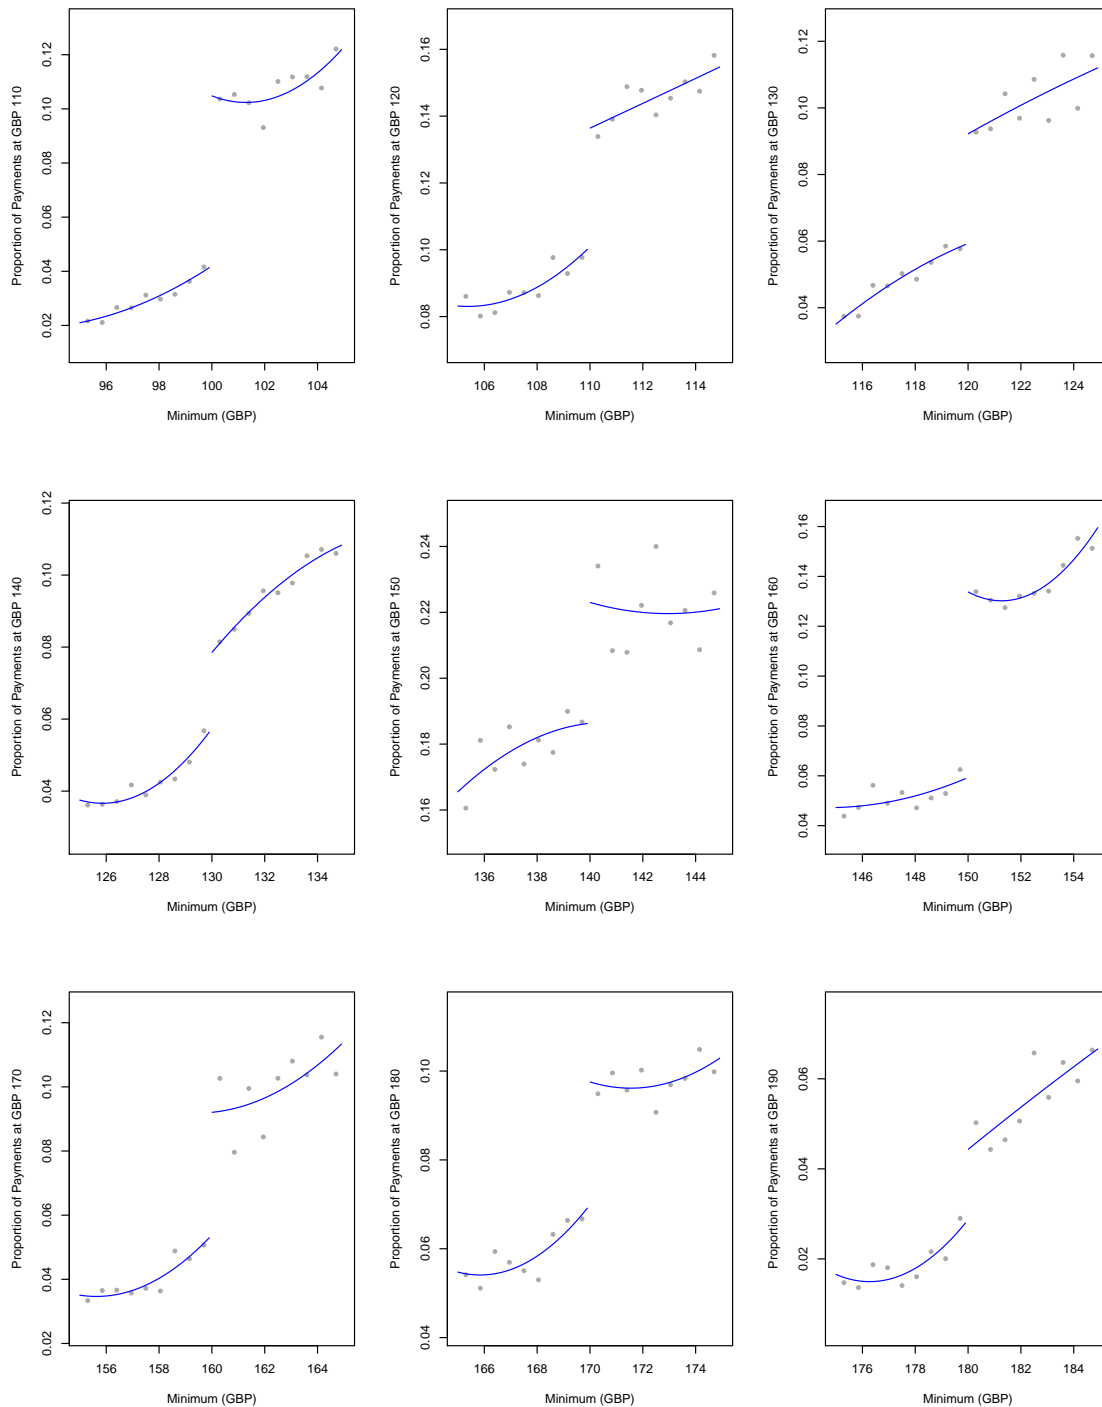 Proportion of Payments at GBP 110
0.02 0.04 0.06 0.08 0.10 0.12
96 98 100 102 104
Minimum (GBP)
Proportion of Payments at GBP 120
0.08 0.10 0.12 0.14 0.16
106 108 110 112 114
Minimum (GBP)
Proportion of Payments at GBP 130
0.04 0.06 0.08 0.10 0.12
116 118 120 122 124
Minimum (GBP)
Proportion of Payments at GBP 140
0.04 0.06 0.08 0.10 0.12
126 128 130 132 134
Minimum (GBP)
Proportion of Payments at GBP 150
0.16 0.18 0.20 0.22 0.24
136 138 140 142 144
Minimum (GBP)
Proportion of Payments at GBP 160
0.04 0.06 0.08 0.10 0.12 0.14 0.16
146 148 150 152 154
Minimum (GBP)
Proportion of Payments at GBP 170
0.02 0.04 0.06 0.08 0.10 0.12
156 158 160 162 164
Minimum (GBP)
Proportion of Payments at GBP 180
0.04 0.06 0.08 0.10
166 168 170 172 174
Minimum (GBP)
Proportion of Payments at GBP 190
0.02 0.04 0.06
176 178 180 182 184
Minimum (GBP)